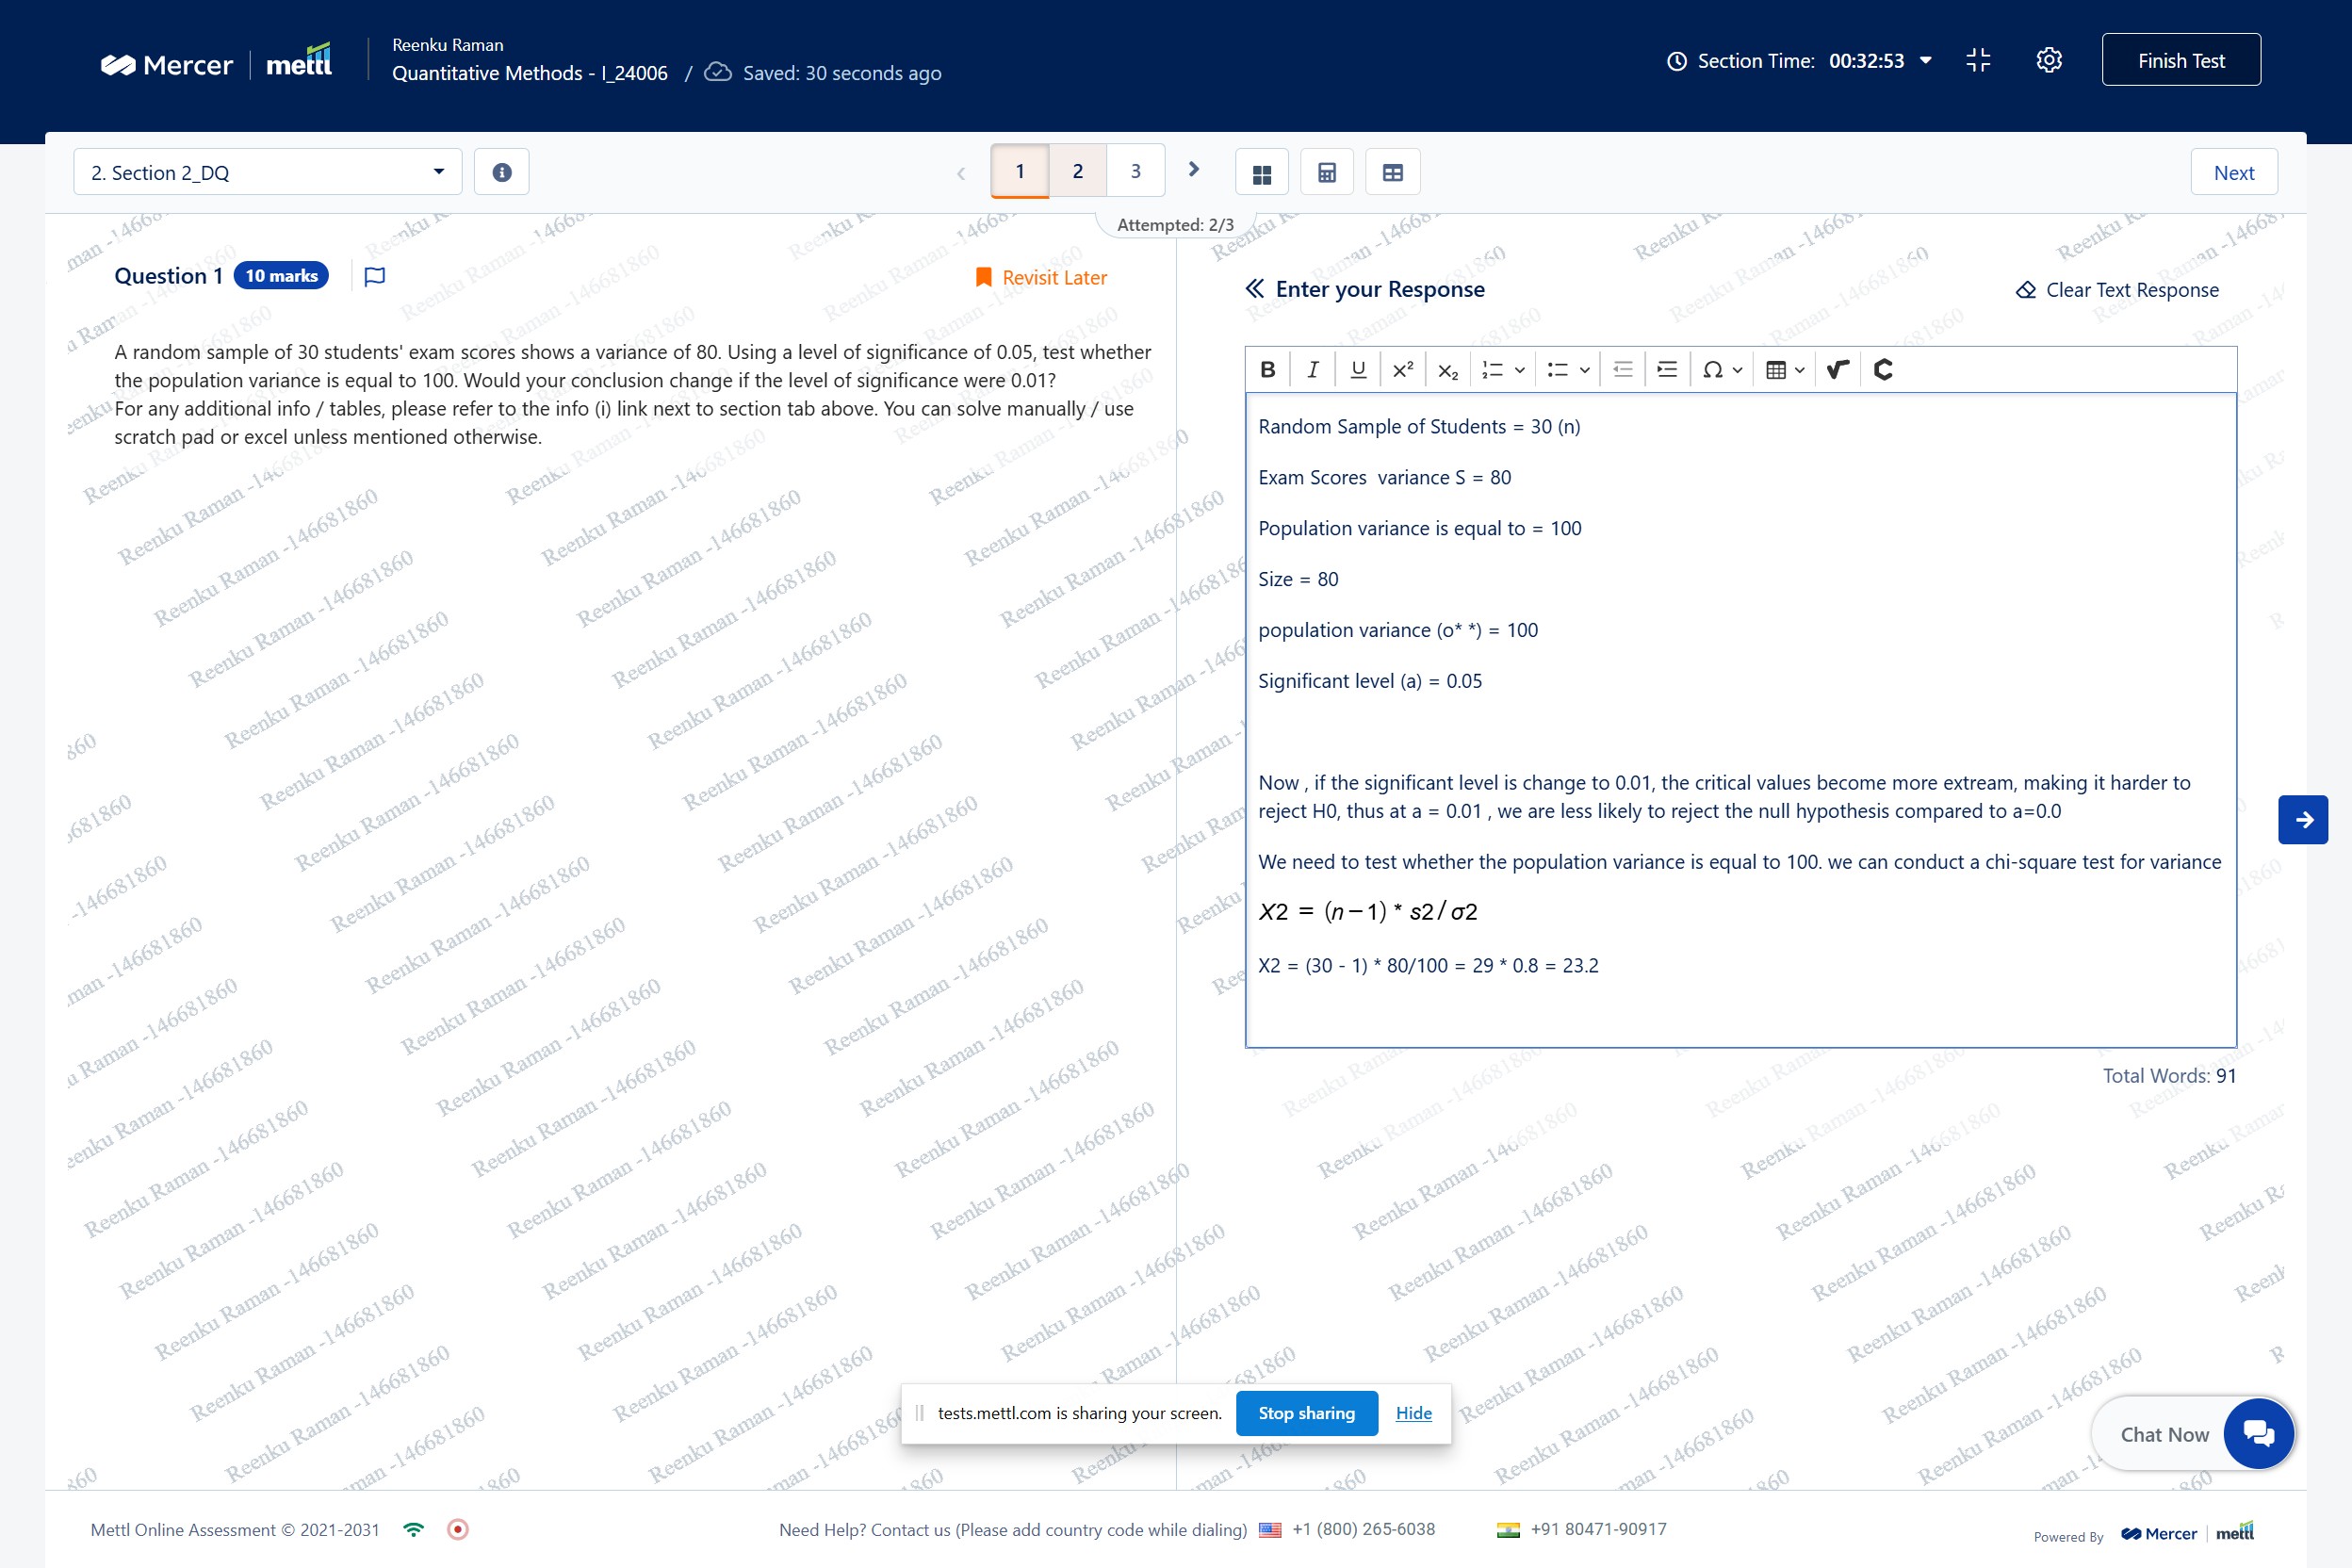 Mercer | mettl
Reenku Raman
Quantitative Methods - I_24006 / Saved: 30 seconds ago
Section Time: 00:32:53
Finish Test
2. Section 2_DQ
1 2 3
Next
Attempted: 2/3
Question 1 10 marks
Revisit Later
A random sample of 30 students' exam scores shows a variance of 80. Using a level of significance of 0.05, test whether
the population variance is equal to 100. Would your conclusion change if the level of significance were 0.01?
For any additional info / tables, please refer to the info (i) link next to section tab above. You can solve manually / use
scratch pad or excel unless mentioned otherwise.
Enter your Response
Clear Text Response
B I U X² X₂
Random Sample of Students = 30 (n)
Exam Scores  variance S = 80
Population variance is equal to = 100
Size = 80
population variance (o* *) = 100
Significant level (a) = 0.05
Now , if the significant level is change to 0.01, the critical values become more extream, making it harder to
reject H0, thus at a = 0.01 , we are less likely to reject the null hypothesis compared to a=0.0
We need to test whether the population variance is equal to 100. we can conduct a chi-square test for variance
X2 = (n−1) * s2/σ2
X2 = (30 - 1) * 80/100 = 29 * 0.8 = 23.2
Total Words: 91
Reenku Raman -146681860
tests.mettl.com is sharing your screen.
Stop sharing
Hide
Chat Now
Mettl Online Assessment © 2021-2031
Need Help? Contact us (Please add country code while dialing) +1 (800) 265-6038 +91 80471-90917
Powered By Mercer | mettl